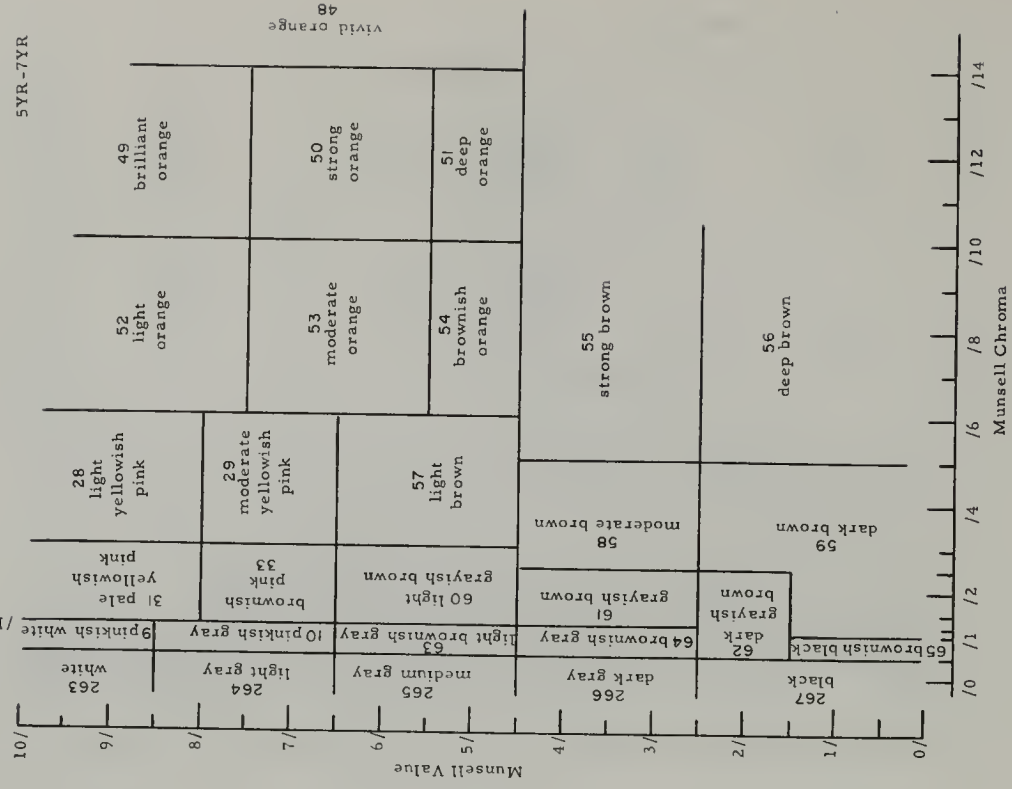 5YR-7YR
vivid orange
48
49
brilliant
orange
50
strong
orange
51
deep
orange
52
light
orange
53
moderate
orange
54
brownish
orange
55
strong brown
56
deep brown
28
light
yellowish
pink
29
moderate
yellowish
pink
57
light
brown
moderate brown
58
dark brown
59
31 pale
yellowish
pink
brownish
pink
33
60 light
grayish brown
grayish brown
61
62
dark
grayish
brown
9 pinkish white
10 pinkish gray
light brownish gray
63
64 brownish gray
65 brownish black
263
white
264
light gray
265
medium gray
266
dark gray
267
black
10/
9/
8/
7/
6/
5/
4/
3/
2/
1/
0/
Munsell Value
/0
/1
/2
/4
/6
/8
/10
/12
/14
Munsell Chroma